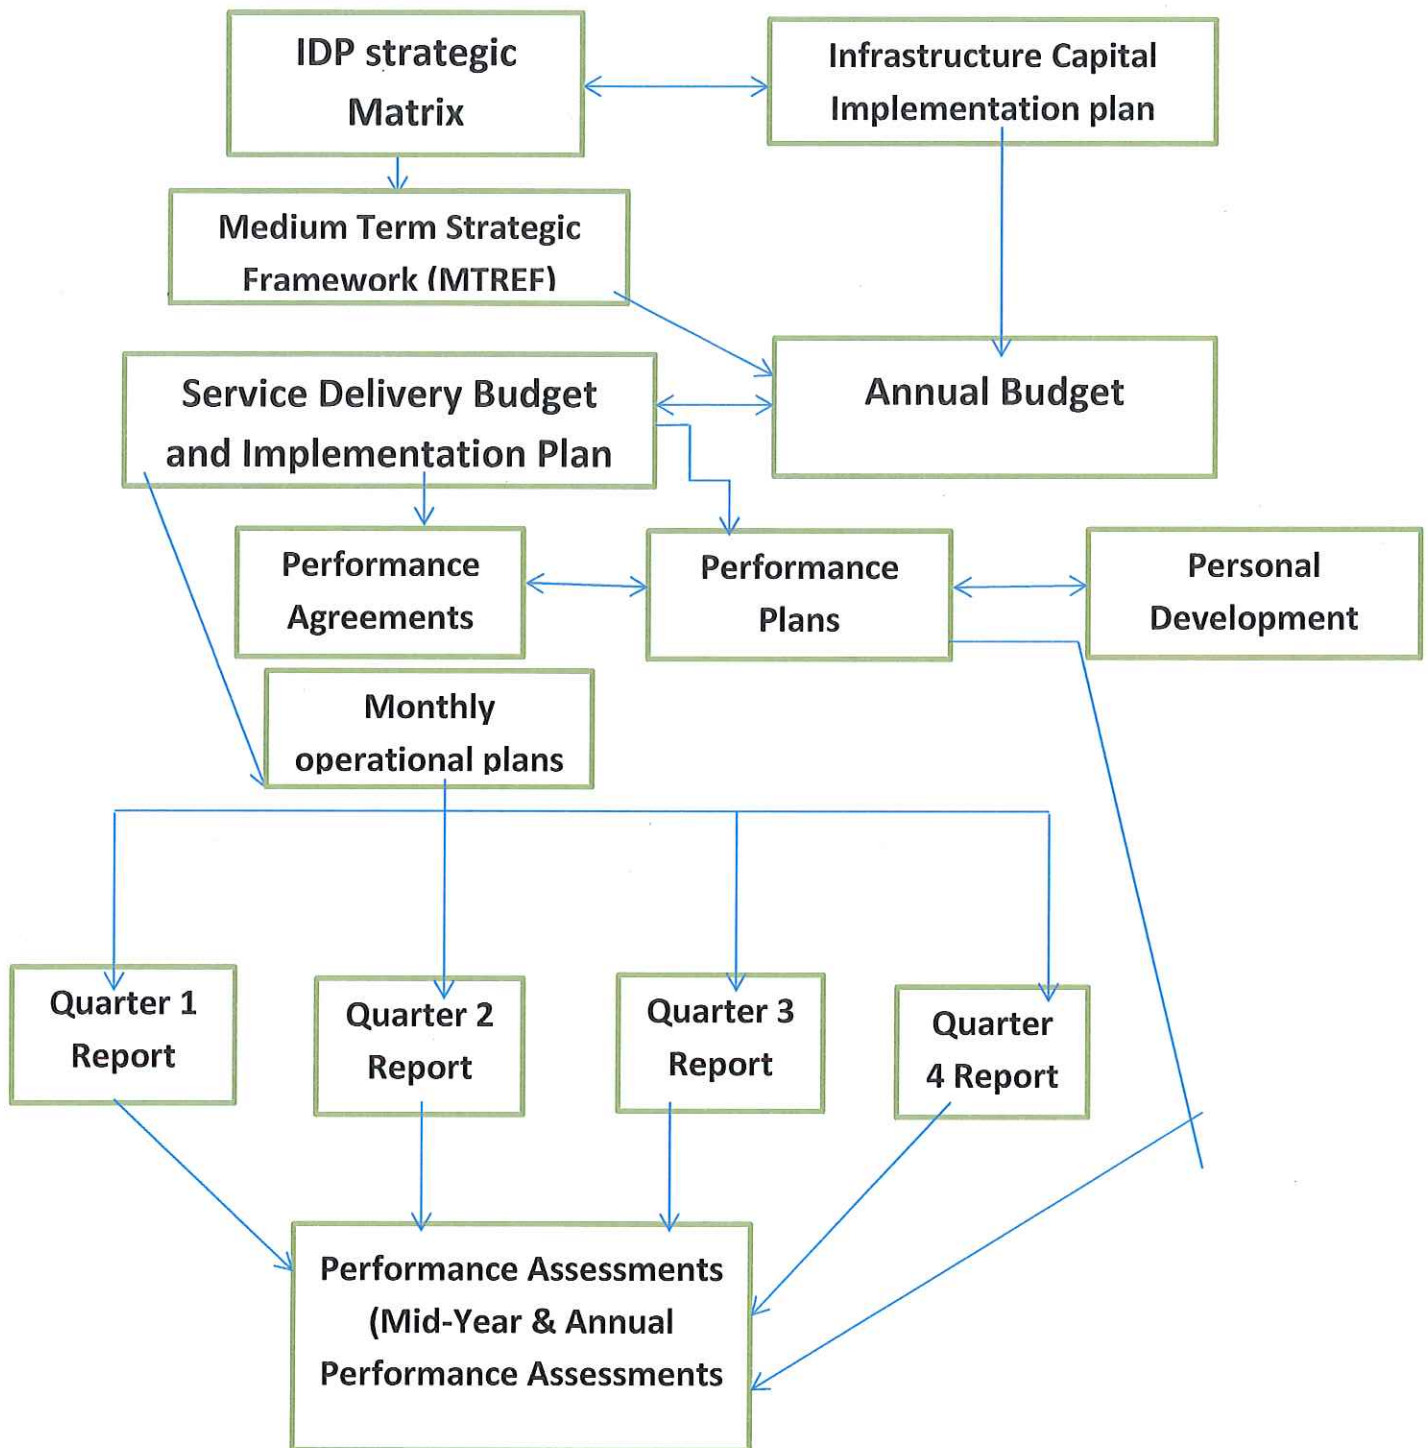 IDP strategic
Matrix
Infrastructure Capital
Implementation plan
Medium Term Strategic
Framework (MTREF)
Service Delivery Budget
and Implementation Plan
Annual Budget
Performance
Agreements
Performance
Plans
Personal
Development
Monthly
operational plans
Quarter 1
Report
Quarter 2
Report
Quarter 3
Report
Quarter
4 Report
Performance Assessments
(Mid-Year & Annual
Performance Assessments